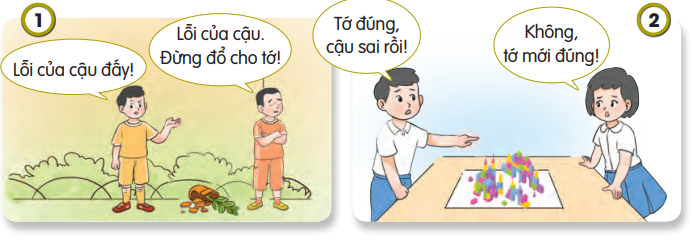 1
Lỗi của cậu đấy!
Lỗi của cậu.
Đừng đổ cho tớ!
2
Tớ đúng,
cậu sai rồi!
Không,
tớ mới đúng!